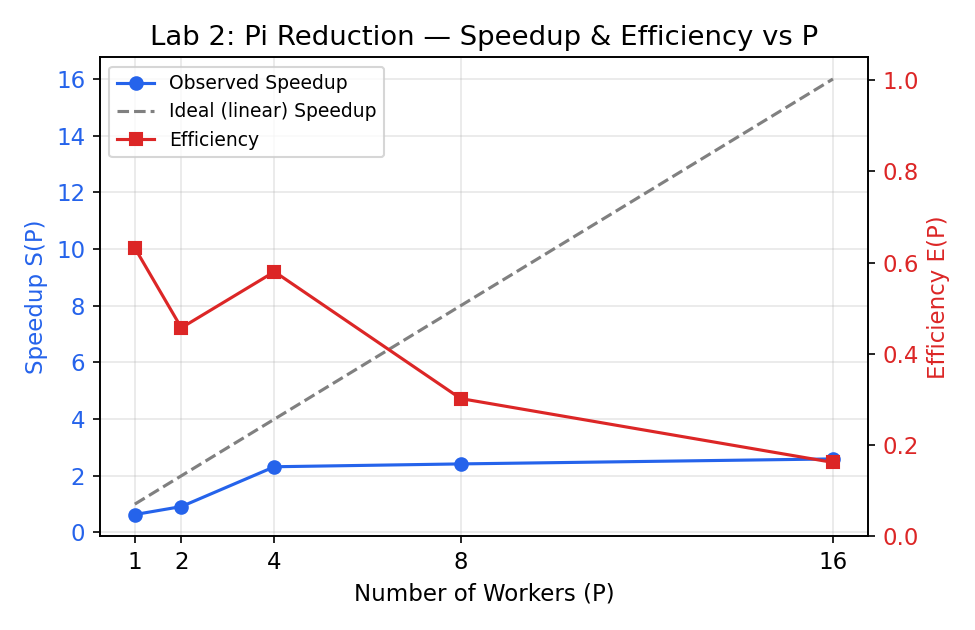 Lab 2: Pi Reduction — Speedup & Efficiency vs P
Observed Speedup
Ideal (linear) Speedup
Efficiency
Speedup S(P)
16
14
12
10
8
6
4
2
0
1.0
0.8
0.6
0.4
0.2
0.0
Efficiency E(P)
1 2 4 8 16
Number of Workers (P)